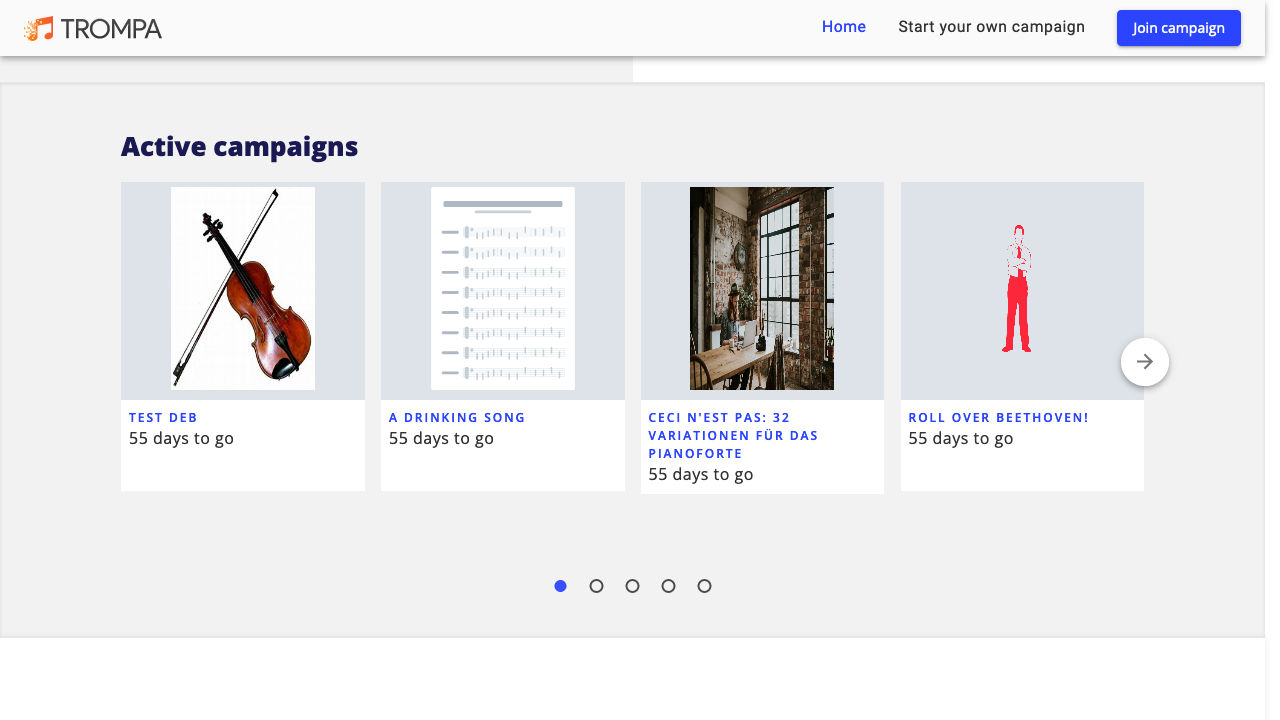 TROMPA
Home
Start your own campaign
Join campaign
Active campaigns
TEST DEB
55 days to go
A DRINKING SONG
55 days to go
CECI N'EST PAS: 32
VARIATIONEN FÜR DAS
PIANOFORTE
55 days to go
ROLL OVER BEETHOVEN!
55 days to go